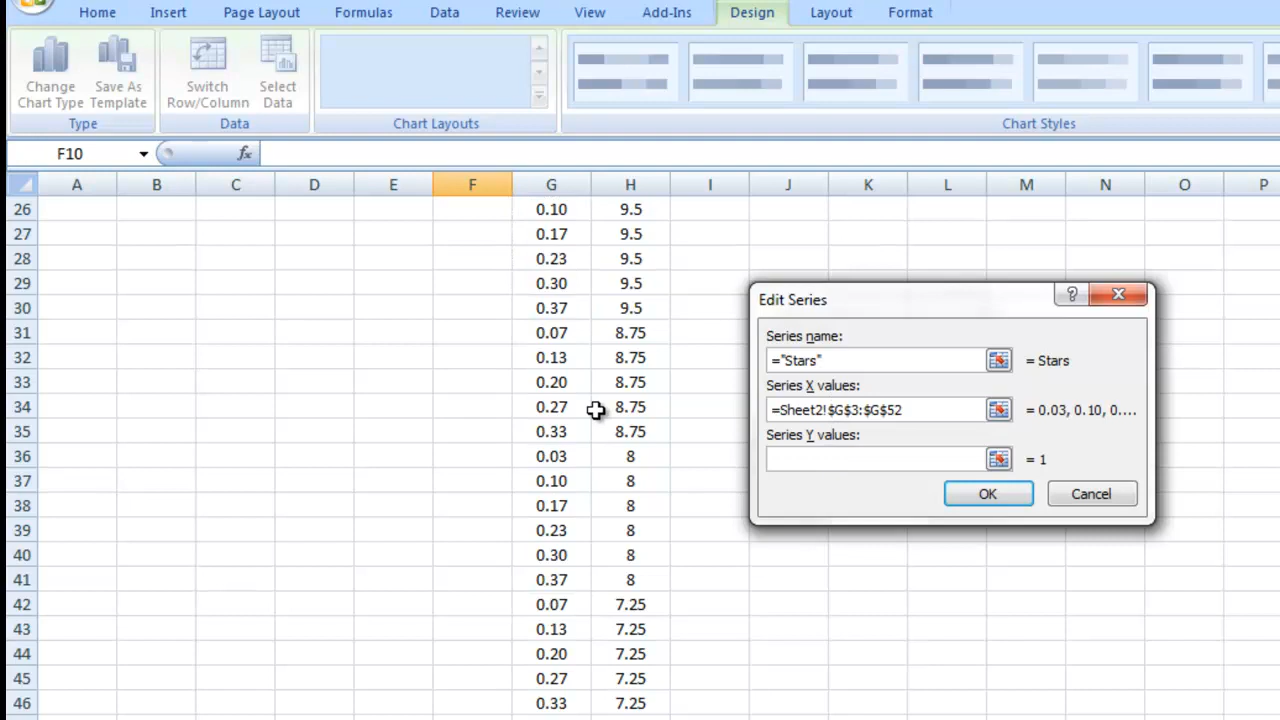 Home Insert Page Layout Formulas Data Review View Add-Ins Design Layout Format
Change Chart Type
Save As Template
Switch Row/Column
Select Data
Type Data Chart Layouts Chart Styles
F10 fx
A B C D E F G H I J K L M N O P
26 0.10 9.5
27 0.17 9.5
28 0.23 9.5
29 0.30 9.5
30 0.37 9.5
31 0.07 8.75
32 0.13 8.75
33 0.20 8.75
34 0.27 8.75
35 0.33 8.75
36 0.03 8
37 0.10 8
38 0.17 8
39 0.23 8
40 0.30 8
41 0.37 8
42 0.07 7.25
43 0.13 7.25
44 0.20 7.25
45 0.27 7.25
46 0.33 7.25
Edit Series ?
Series name:
="Stars" = Stars
Series X values:
=Sheet2!$G$3:$G$52 = 0.03, 0.10, 0....
Series Y values:
= 1
OK Cancel